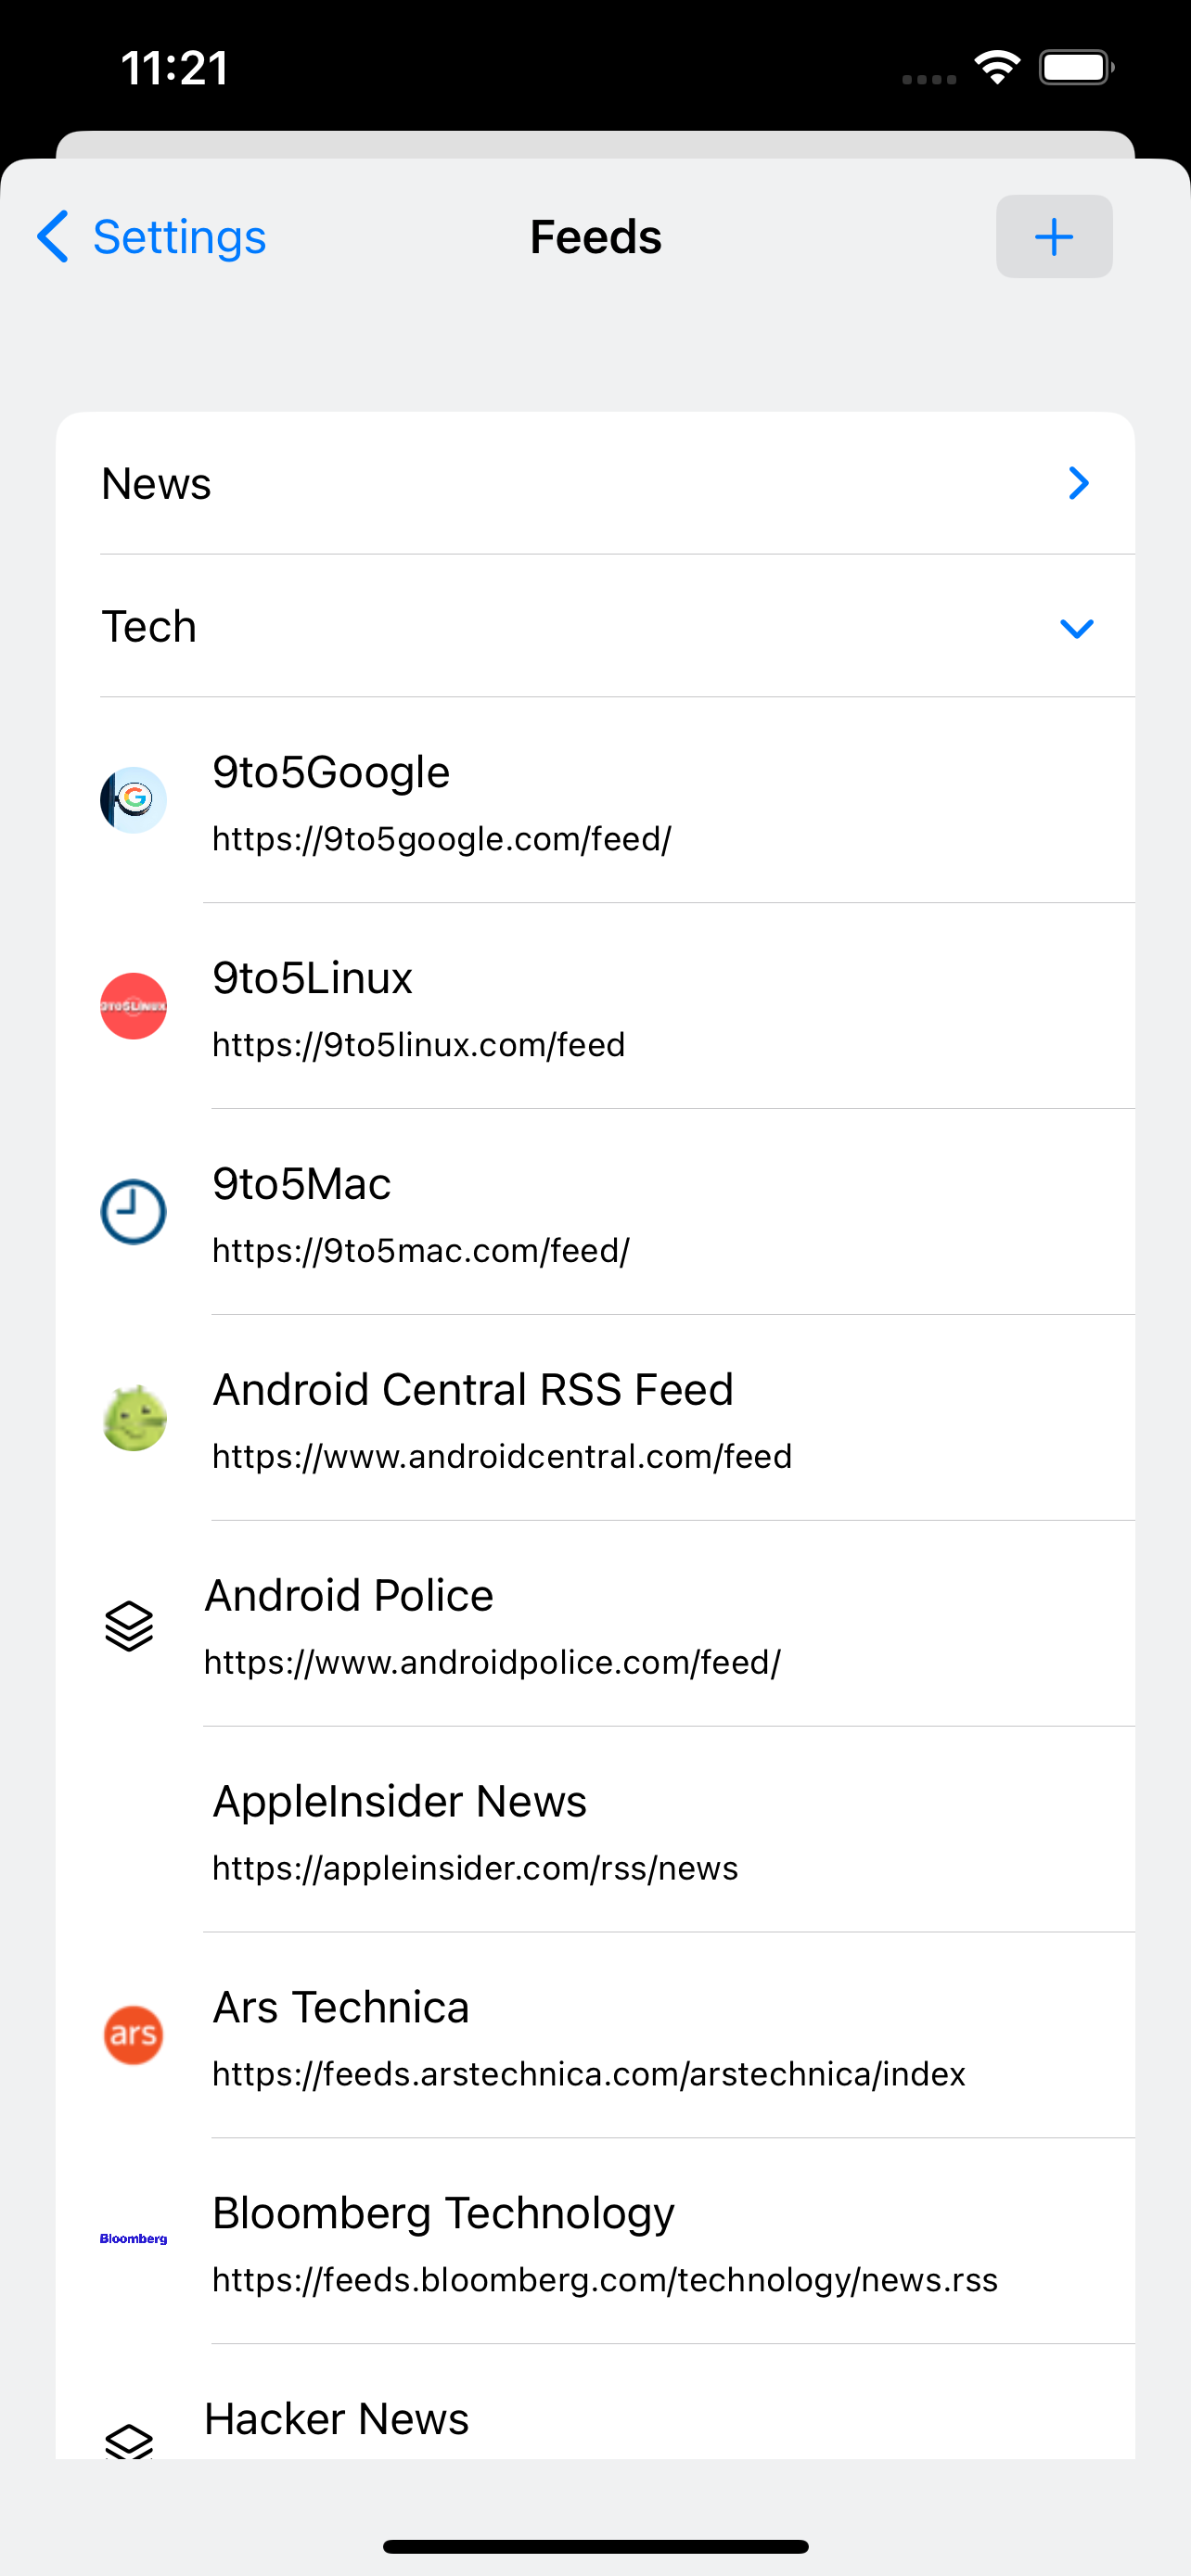 11:21
Settings
Feeds
News
Tech
9to5Google
https://9to5google.com/feed/
9TO5LINUX
9to5Linux
https://9to5linux.com/feed
9to5Mac
https://9to5mac.com/feed/
Android Central RSS Feed
https://www.androidcentral.com/feed
Android Police
https://www.androidpolice.com/feed/
AppleInsider News
https://appleinsider.com/rss/news
ars
Ars Technica
https://feeds.arstechnica.com/arstechnica/index
Bloomberg
Bloomberg Technology
https://feeds.bloomberg.com/technology/news.rss
Hacker News